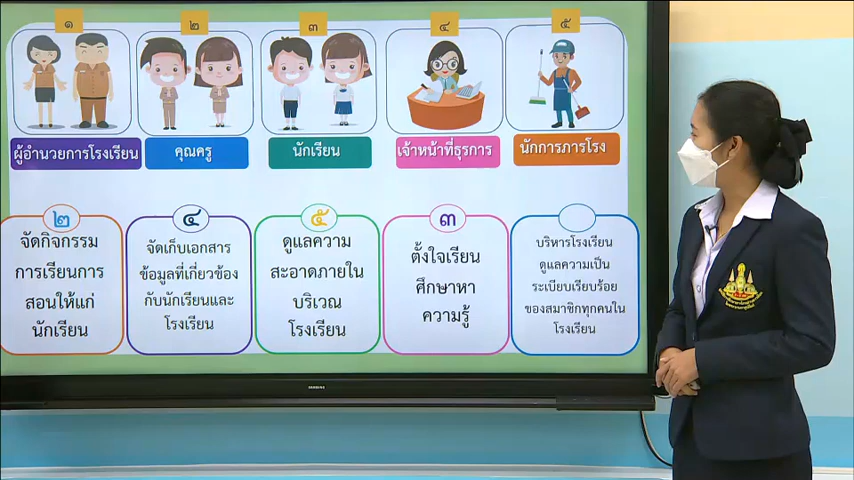 ๑ ๒ ๓ ๔ ๕
ผู้อำนวยการโรงเรียน
คุณครู
นักเรียน
เจ้าหน้าที่ธุรการ
นักการภารโรง
๒
จัดกิจกรรม
การเรียนการ
สอนให้แก่
นักเรียน
๔
จัดเก็บเอกสาร
ข้อมูลที่เกี่ยวข้อง
กับนักเรียนและ
โรงเรียน
๕
ดูแลความ
สะอาดภายใน
บริเวณ
โรงเรียน
๓
ตั้งใจเรียน
ศึกษาหา
ความรู้
บริหารโรงเรียน
ดูแลความเป็น
ระเบียบเรียบร้อย
ของสมาชิกทุกคนใน
โรงเรียน
SAMSUNG